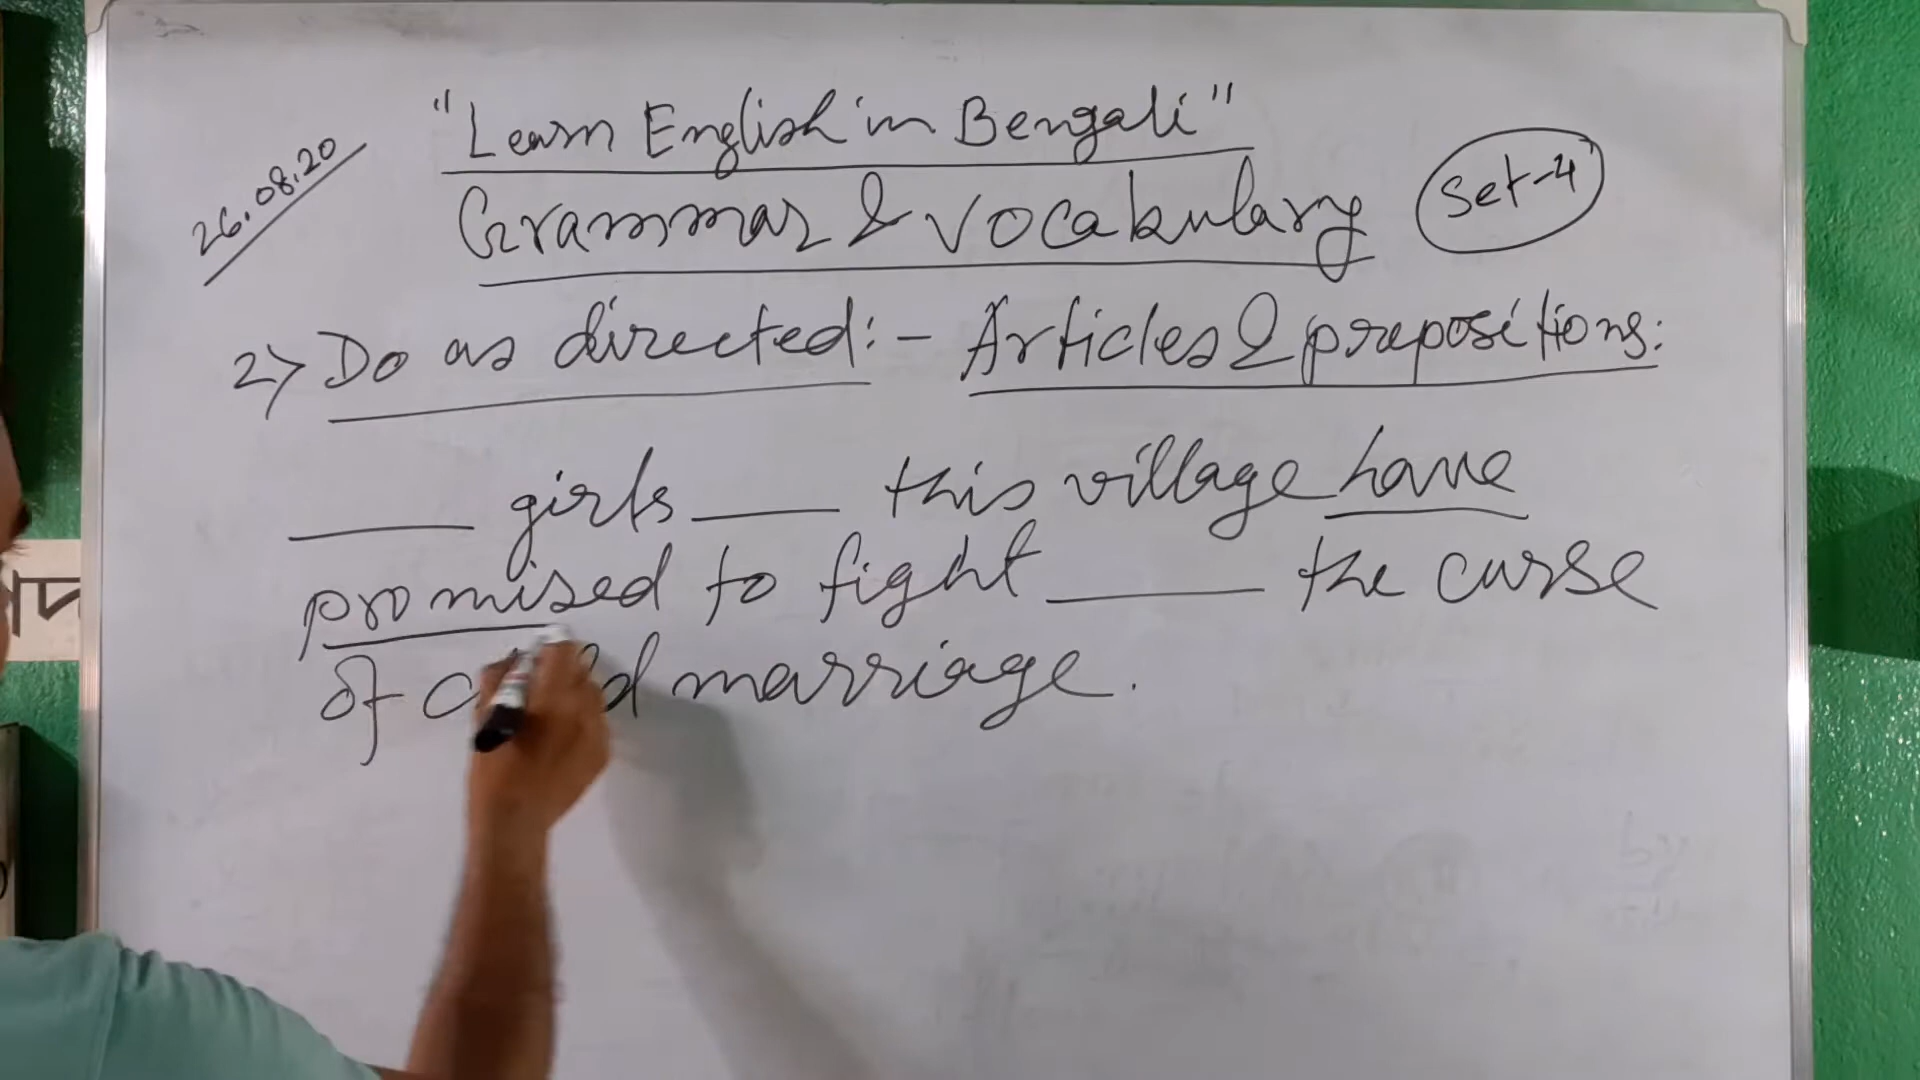 26.08.20
"Learn English in Bengali"
Grammar & Vocabulary
Set-4
2) Do as directed:- Articles & prepositions:
____ girls ____ this village have
promised to fight ____ the curse
of child marriage.